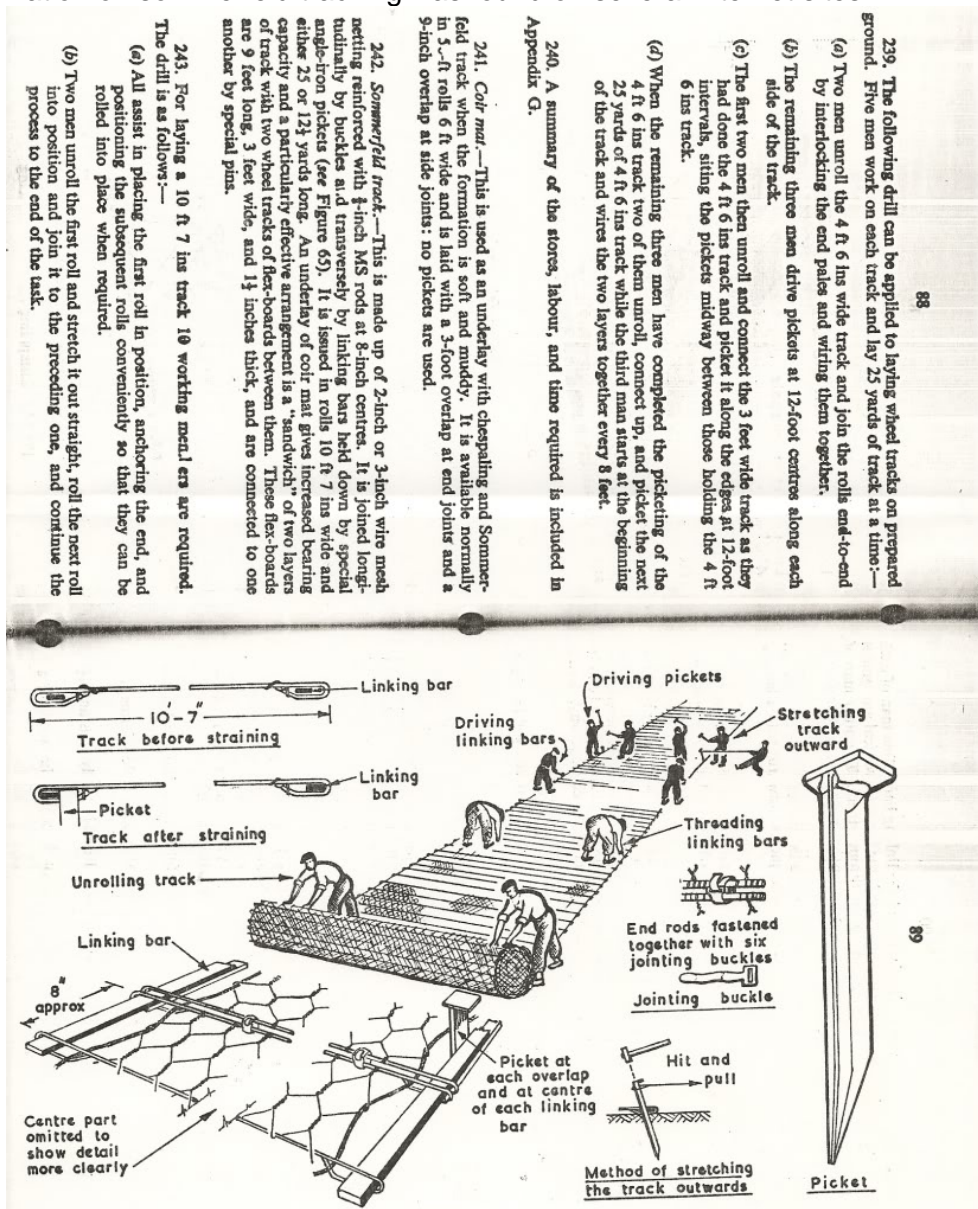 88
239. The following drill can be applied to laying wheel tracks on prepared
ground. Five men work on each track and lay 25 yards of track at a time:—
(a) Two men unroll the 4 ft 6 ins wide track and join the rolls end-to-end
by interlocking the end pales and wiring them together.
(b) The remaining three men drive pickets at 12-foot centres along each
side of the track.
(c) The first two men then unroll and connect the 3 feet wide track as they
had done the 4 ft 6 ins track and picket it along the edges at 12-foot
intervals, siting the pickets midway between those holding the 4 ft
6 ins track.
(d) When the remaining three men have completed the picketing of the
4 ft 6 ins track two of them unroll, connect up, and picket the next
25 yards of 4 ft 6 ins track while the third man starts at the beginning
of the track and wires the two layers together every 8 feet.
240. A summary of the stores, labour, and time required is included in
Appendix G.
241. Coir mat.—This is used as an underlay with chespaling and Sommer-
feld track when the formation is soft and muddy. It is available normally
in rolls 6 ft wide and is laid with a 3-foot overlap at end joints and a
9-inch overlap at side joints: no pickets are used.
242. Sommerfeld track.—This is made up of 2-inch or 3-inch wire mesh
netting reinforced with MS rods at 8-inch centres. It is joined longi-
tudinally by buckles and transversely by linking bars held down by special
angle-iron pickets (see Figure 65). It is issued in rolls 10 ft 7 ins wide and
either 25 or 12½ yards long. An underlay of coir mat gives increased bearing
capacity and a particularly effective arrangement is a "sandwich" of two layers
of track with two wheel tracks of flex-boards between them. These flex-boards
are 9 feet long, 3 feet wide, and 1½ inches thick, and are connected to one
another by special pins.
243. For laying a 10 ft 7 ins track 10 working members are required.
The drill is as follows:—
(a) All assist in placing the first roll in position, anchoring the end, and
positioning the subsequent rolls conveniently so that they can be
rolled into place when required.
(b) Two men unroll the first roll and stretch it out straight, roll the next roll
into position and join it to the preceding one, and continue the
process to the end of the task.
89
Linking bar
10'-7"
Track before straining
Linking
bar
Picket
Track after straining
Unrolling track
Linking bar
8"
approx
Centre part
omitted to
show detail
more clearly
Driving pickets
Driving
linking bars
Stretching
track
outward
Threading
linking bars
End rods fastened
together with six
jointing buckles
Jointing buckle
Picket at
each overlap
and at centre
of each linking
bar
Hit and
pull
Method of stretching
the track outwards
Picket